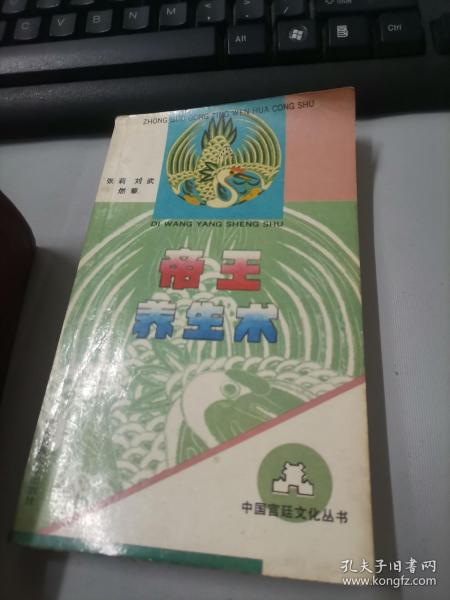 Alt
Ctrl
ZHONG GUO GONG TING WEN HUA CONG SHU
张莉 刘武
燃藜
DI WANG YANG SHENG SHU
帝王
养生术
中国宫廷文化丛书
孔夫子旧书网
www.kongfz.com